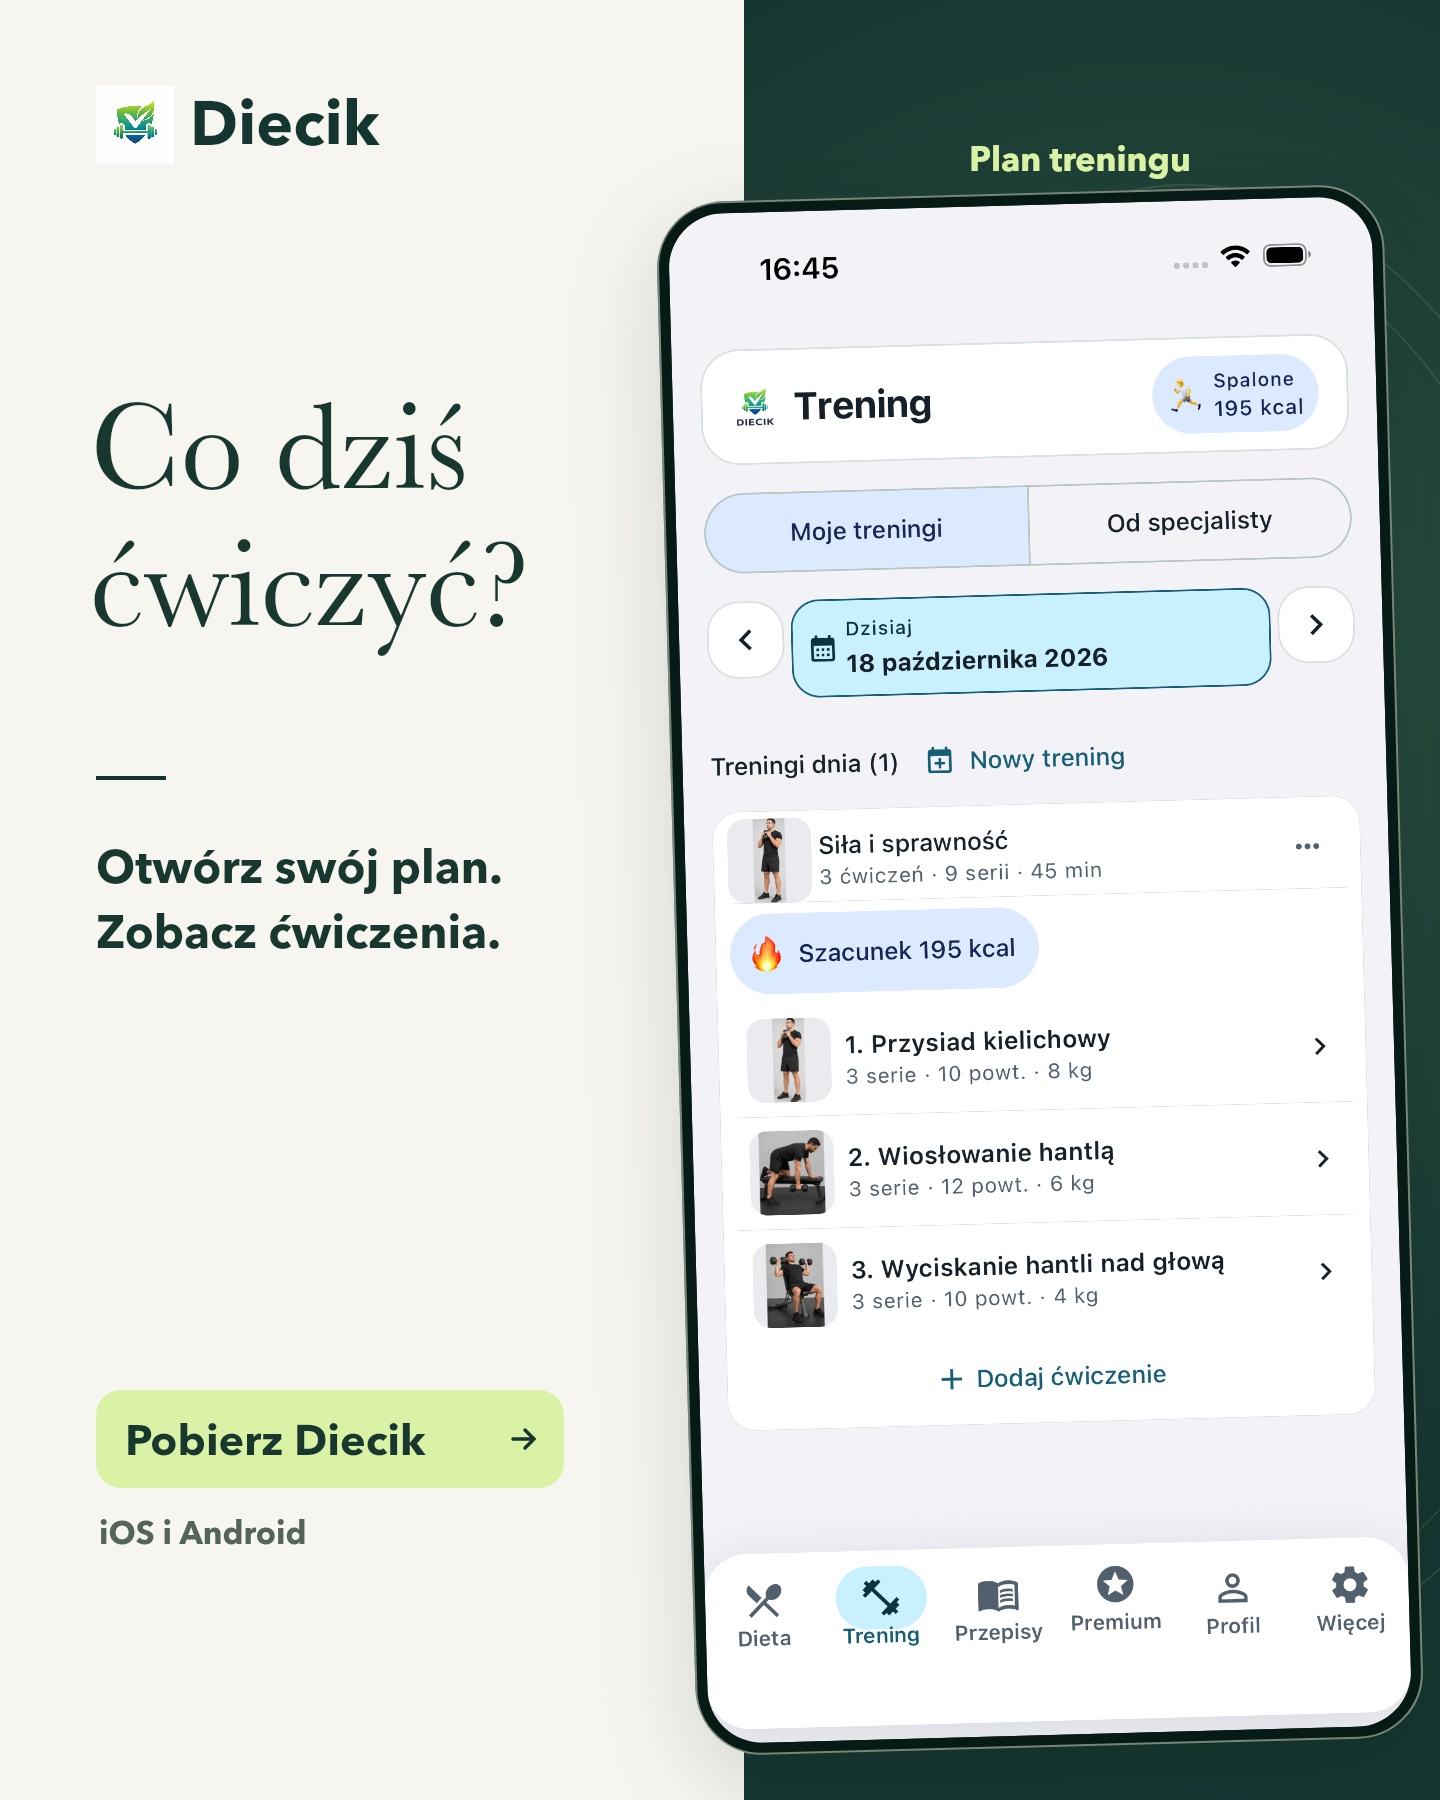 Diecik
Co dziś
ćwiczyć?
Otwórz swój plan.
Zobacz ćwiczenia.
Pobierz Diecik
iOS i Android
Plan treningu
16:45
DIECIK
Trening
Spalone
195 kcal
Moje treningi
Od specjalisty
Dzisiaj
18 października 2026
Treningi dnia (1)
Nowy trening
Siła i sprawność
3 ćwiczeń · 9 serii · 45 min
Szacunek 195 kcal
1. Przysiad kielichowy
3 serie · 10 powt. · 8 kg
2. Wiosłowanie hantlą
3 serie · 12 powt. · 6 kg
3. Wyciskanie hantli nad głową
3 serie · 10 powt. · 4 kg
Dodaj ćwiczenie
Dieta
Trening
Przepisy
Premium
Profil
Więcej